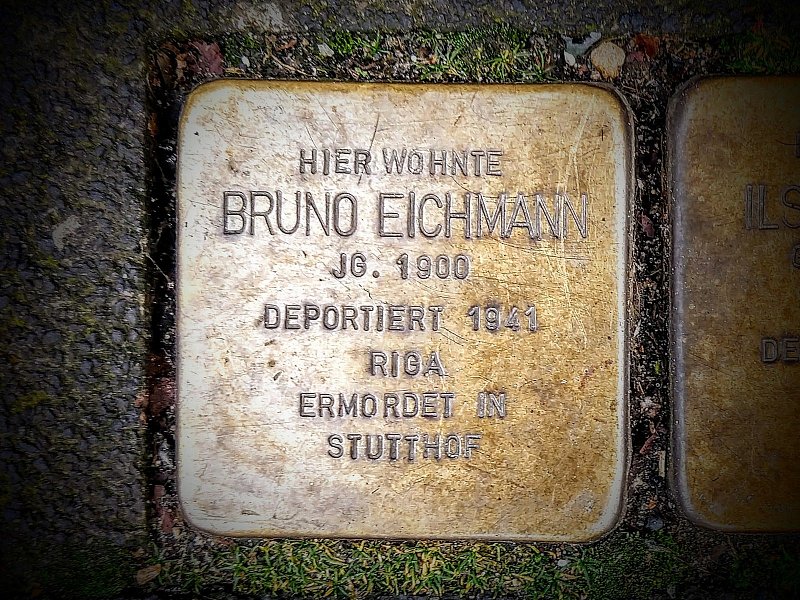 HIER WOHNTE
BRUNO EICHMANN
JG. 1900
DEPORTIERT 1941
RIGA
ERMORDET IN
STUTTHOF